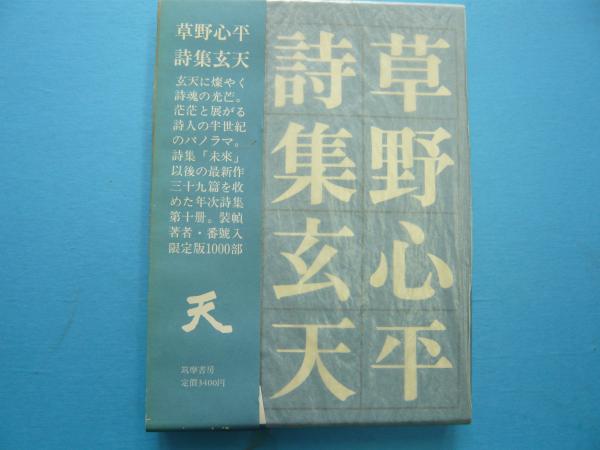 草野心平
詩集玄天
玄天に燦やく
詩魂の光芒。
茫茫と展がる
詩人の半世紀
のパノラマ。
詩集「未來」
以後の最新作
三十九篇を收
めた年次詩集
第十册。裝幀
著者・番號入
限定版1000部
天
筑摩書房
定價3400円
草野心平
詩集玄天